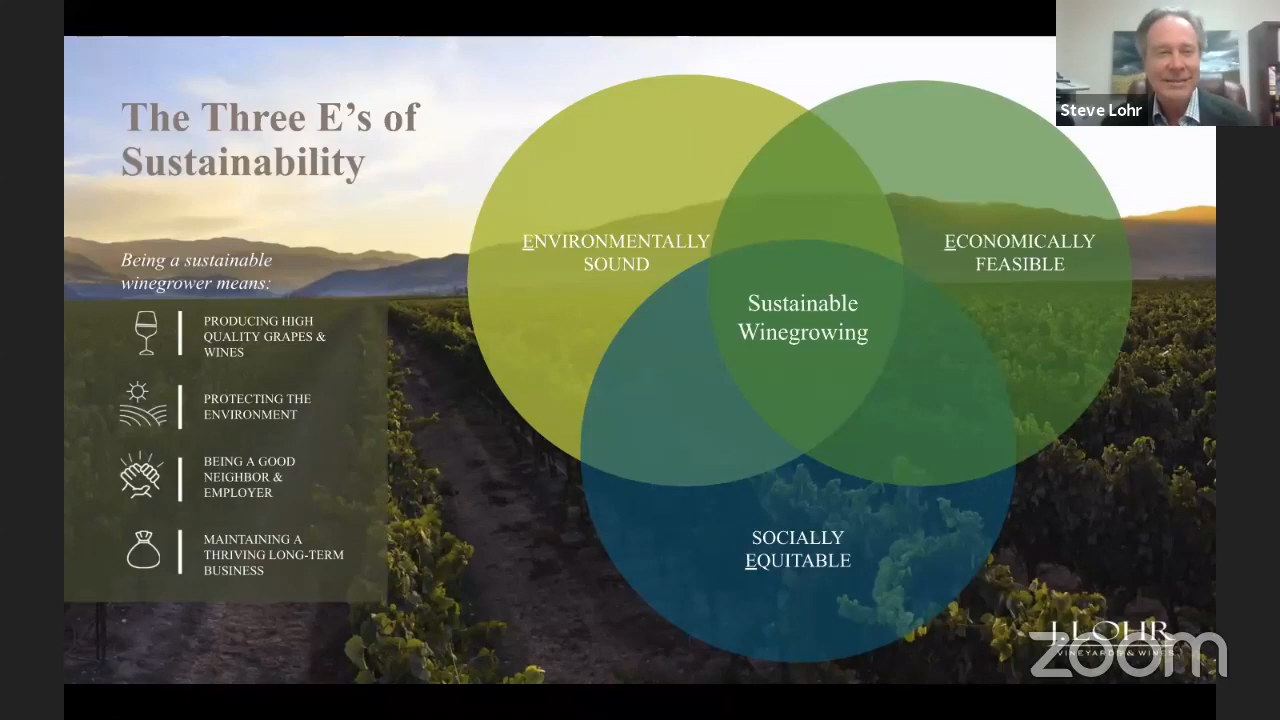 The Three E's of
Sustainability
Being a sustainable
winegrower means:
PRODUCING HIGH
QUALITY GRAPES &
WINES
PROTECTING THE
ENVIRONMENT
BEING A GOOD
NEIGHBOR &
EMPLOYER
MAINTAINING A
THRIVING LONG-TERM
BUSINESS
ENVIRONMENTALLY
SOUND
ECONOMICALLY
FEASIBLE
Sustainable
Winegrowing
SOCIALLY
EQUITABLE
Steve Lohr
J. LOHR
VINEYARDS & WINES
zoom